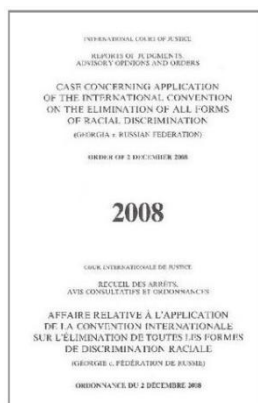 INTERNATIONAL COURT OF JUSTICE
REPORTS OF JUDGMENTS,
ADVISORY OPINIONS AND ORDERS
CASE CONCERNING APPLICATION
OF THE INTERNATIONAL CONVENTION
ON THE ELIMINATION OF ALL FORMS
OF RACIAL DISCRIMINATION
(GEORGIA v. RUSSIAN FEDERATION)
ORDER OF 2 DECEMBER 2008
2008
COUR INTERNATIONALE DE JUSTICE
RECUEIL DES ARRÊTS,
AVIS CONSULTATIFS ET ORDONNANCES
AFFAIRE RELATIVE À L'APPLICATION
DE LA CONVENTION INTERNATIONALE
SUR L'ÉLIMINATION DE TOUTES LES FORMES
DE DISCRIMINATION RACIALE
(GÉORGIE c. FÉDÉRATION DE RUSSIE)
ORDONNANCE DU 2 DÉCEMBRE 2008